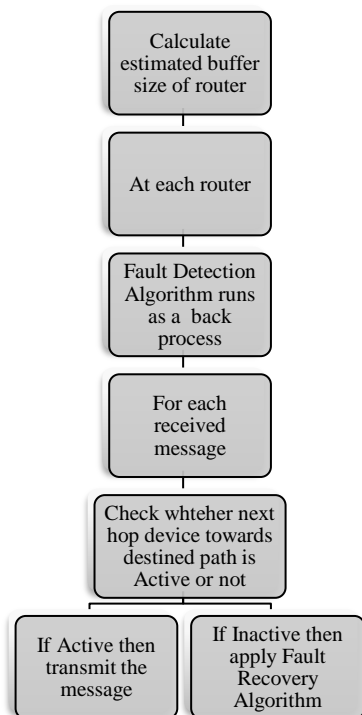 Calculate
estimated buffer
size of router
At each router
Fault Detection
Algorithm runs
as a back
process
For each
received
message
Check whteher next
hop device towards
destined path is
Active or not
If Active then
transmit the
message
If Inactive then
apply Fault
Recovery
Algorithm